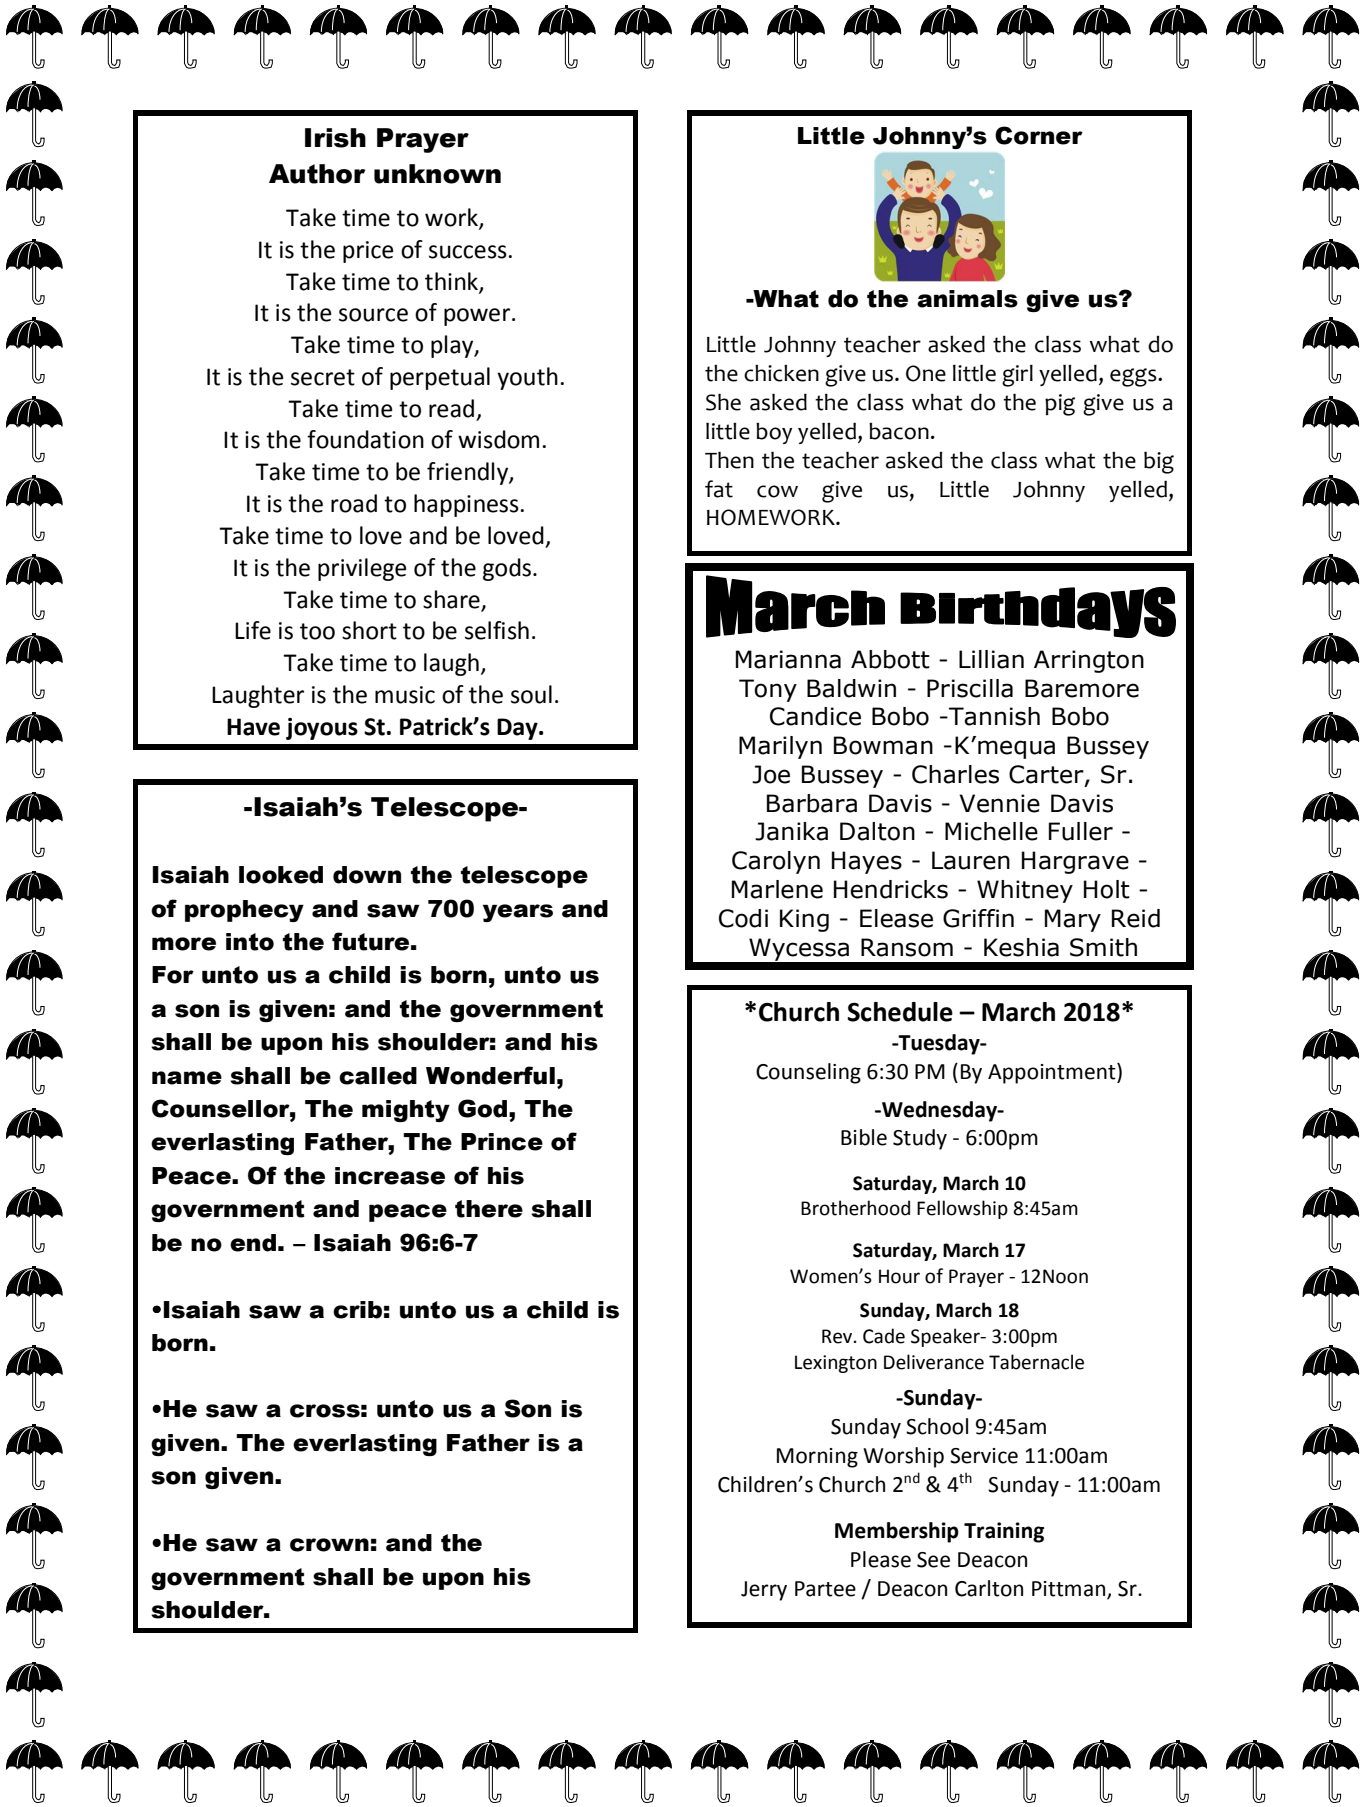 Irish Prayer
Author unknown
Take time to work,
It is the price of success.
Take time to think,
It is the source of power.
Take time to play,
It is the secret of perpetual youth.
Take time to read,
It is the foundation of wisdom.
Take time to be friendly,
It is the road to happiness.
Take time to love and be loved,
It is the privilege of the gods.
Take time to share,
Life is too short to be selfish.
Take time to laugh,
Laughter is the music of the soul.
Have joyous St. Patrick’s Day.
-Isaiah’s Telescope-
Isaiah looked down the telescope
of prophecy and saw 700 years and
more into the future.
For unto us a child is born, unto us
a son is given: and the government
shall be upon his shoulder: and his
name shall be called Wonderful,
Counsellor, The mighty God, The
everlasting Father, The Prince of
Peace. Of the increase of his
government and peace there shall
be no end. – Isaiah 96:6-7
•Isaiah saw a crib: unto us a child is
born.
•He saw a cross: unto us a Son is
given. The everlasting Father is a
son given.
•He saw a crown: and the
government shall be upon his
shoulder.
Little Johnny’s Corner
-What do the animals give us?
Little Johnny teacher asked the class what do
the chicken give us. One little girl yelled, eggs.
She asked the class what do the pig give us a
little boy yelled, bacon.
Then the teacher asked the class what the big
fat cow give us, Little Johnny yelled,
HOMEWORK.
March Birthdays
Marianna Abbott - Lillian Arrington
Tony Baldwin - Priscilla Baremore
Candice Bobo -Tannish Bobo
Marilyn Bowman -K’mequa Bussey
Joe Bussey - Charles Carter, Sr.
Barbara Davis - Vennie Davis
Janika Dalton - Michelle Fuller -
Carolyn Hayes - Lauren Hargrave -
Marlene Hendricks - Whitney Holt -
Codi King - Elease Griffin - Mary Reid
Wycessa Ransom - Keshia Smith
*Church Schedule – March 2018*
-Tuesday-
Counseling 6:30 PM (By Appointment)
-Wednesday-
Bible Study - 6:00pm
Saturday, March 10
Brotherhood Fellowship 8:45am
Saturday, March 17
Women’s Hour of Prayer - 12Noon
Sunday, March 18
Rev. Cade Speaker- 3:00pm
Lexington Deliverance Tabernacle
-Sunday-
Sunday School 9:45am
Morning Worship Service 11:00am
Children’s Church 2nd & 4th Sunday - 11:00am
Membership Training
Please See Deacon
Jerry Partee / Deacon Carlton Pittman, Sr.